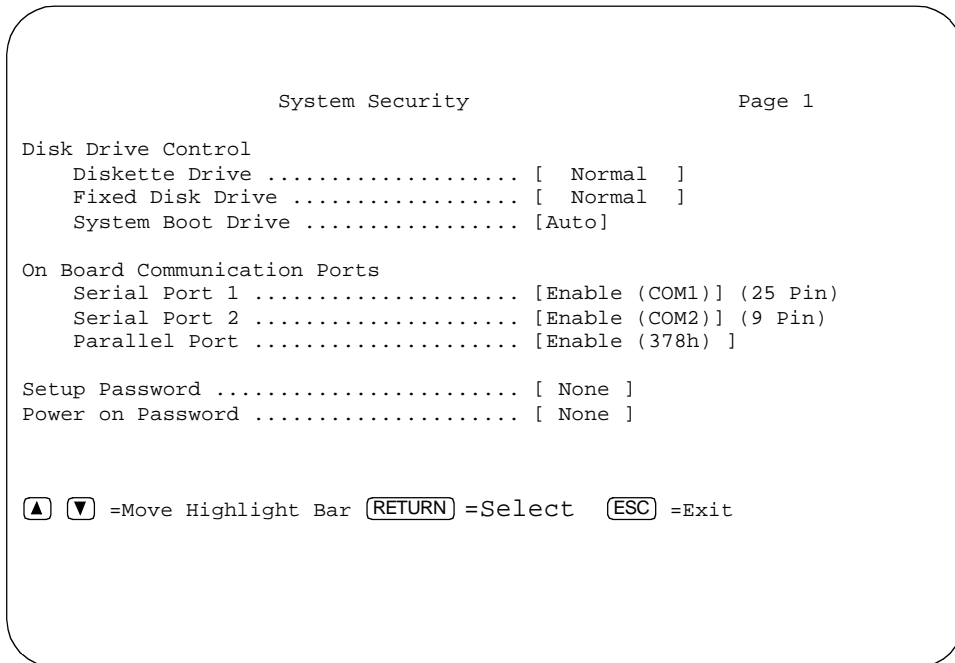 System Security Page 1
Disk Drive Control
Diskette Drive .................... [ Normal ]
Fixed Disk Drive .................. [ Normal ]
System Boot Drive ................. [Auto]
On Board Communication Ports
Serial Port 1 ..................... [Enable (COM1)] (25 Pin)
Serial Port 2 ..................... [Enable (COM2)] (9 Pin)
Parallel Port ..................... [Enable (378h) ]
Setup Password ........................ [ None ]
Power on Password ..................... [ None ]
▲ ▼ =Move Highlight Bar RETURN =Select ESC =Exit